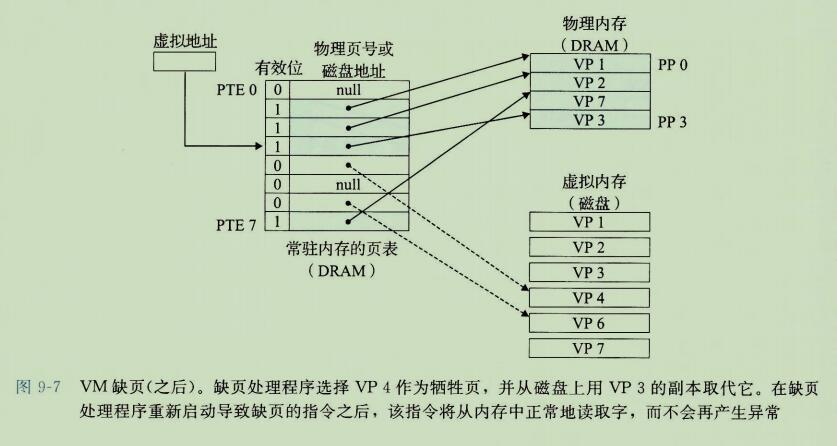 虚拟地址
物理页号或
有效位 磁盘地址
PTE 0 0 null
1
1
1
0
0 null
0
PTE 7 1
常驻内存的页表
（DRAM）
物理内存
（DRAM）
VP 1 PP 0
VP 2
VP 7
VP 3 PP 3
虚拟内存
（磁盘）
VP 1
VP 2
VP 3
VP 4
VP 6
VP 7
图 9-7 VM 缺页(之后)。缺页处理程序选择 VP 4 作为牺牲页，并从磁盘上用 VP 3 的副本取代它。在缺页
处理程序重新启动导致缺页的指令之后，该指令将从内存中正常地读取字，而不会再产生异常